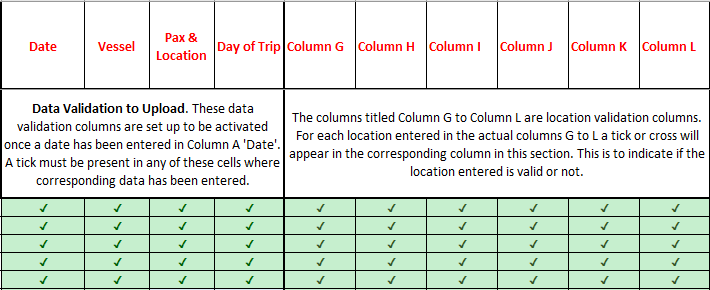 Date Vessel Pax & Location Day of Trip Column G Column H Column I Column J Column K Column L
Data Validation to Upload. These data
validation columns are set up to be activated
once a date has been entered in Column A 'Date'.
A tick must be present in any of these cells where
corresponding data has been entered.
The columns titled Column G to Column L are location validation columns.
For each location entered in the actual columns G to L a tick or cross will
appear in the corresponding column in this section. This is to indicate if the
location entered is valid or not.
✓ ✓ ✓ ✓ ✓ ✓ ✓ ✓ ✓ ✓
✓ ✓ ✓ ✓ ✓ ✓ ✓ ✓ ✓ ✓
✓ ✓ ✓ ✓ ✓ ✓ ✓ ✓ ✓ ✓
✓ ✓ ✓ ✓ ✓ ✓ ✓ ✓ ✓ ✓
✓ ✓ ✓ ✓ ✓ ✓ ✓ ✓ ✓ ✓